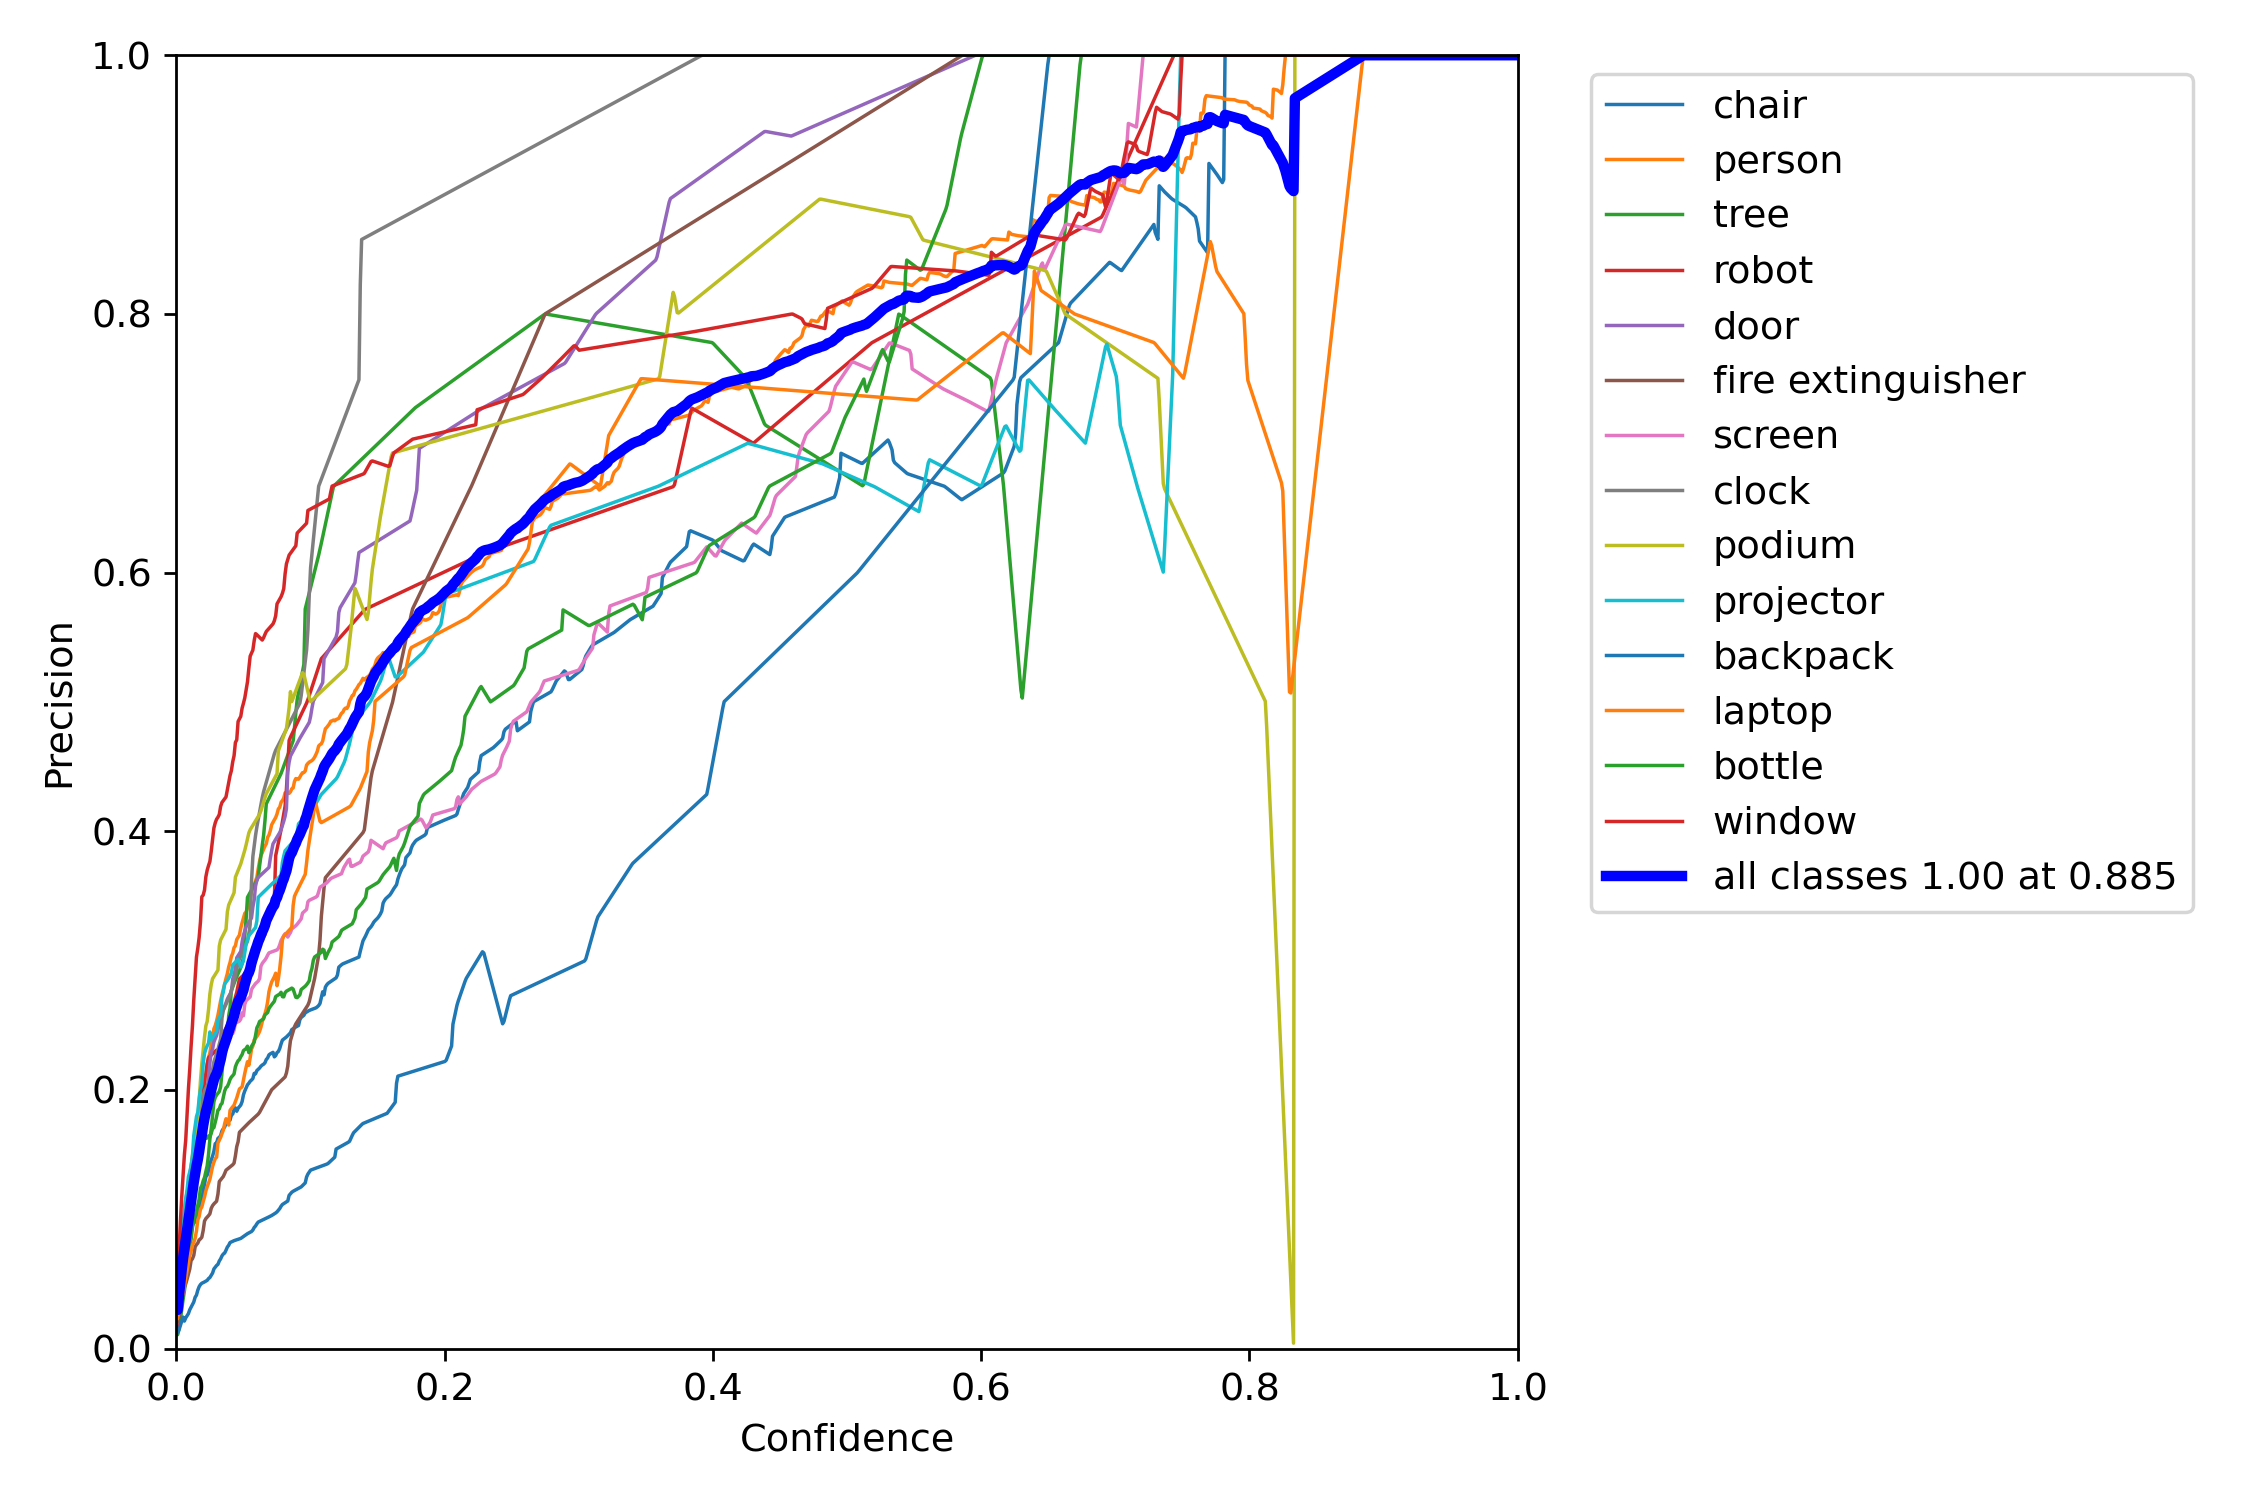 1.0
0.8
0.6
0.4
0.2
0.0
0.0 0.2 0.4 0.6 0.8 1.0
Precision
Confidence
chair
person
tree
robot
door
fire extinguisher
screen
clock
podium
projector
backpack
laptop
bottle
window
all classes 1.00 at 0.885